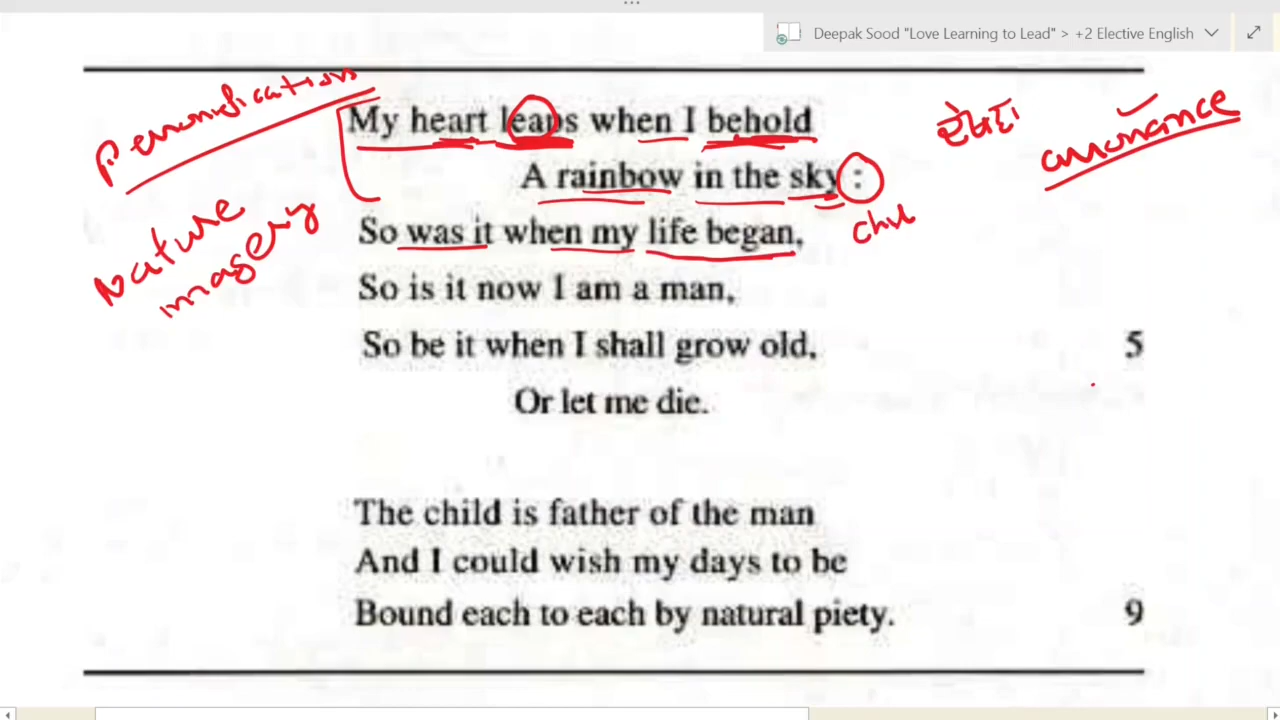 Deepak Sood "Love Learning to Lead" > +2 Elective English
Personification
My heart leaps when I behold
ਦੇਖਣਾ
assonance
A rainbow in the sky :
So was it when my life began,
Nature
imagery
So is it now I am a man,
So be it when I shall grow old, 5
Or let me die.
The child is father of the man
And I could wish my days to be
Bound each to each by natural piety. 9